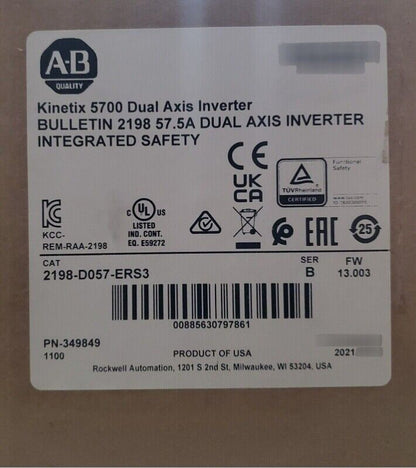 A-B
QUALITY
Kinetix 5700 Dual Axis Inverter
BULLETIN 2198 57.5A DUAL AXIS INVERTER
INTEGRATED SAFETY
CE
UK
CA
TÜVRheinland
CERTIFIED
Functional
Safety
KCC-
REM-RAA-2198
C UL US
LISTED
IND. CONT.
EQ. E59272
EAC
25
CAT
2198-D057-ERS3
SER
B
FW
13.003
00885630797861
PN-349849
1100
PRODUCT OF USA
2021
Rockwell Automation, 1201 S 2nd St, Milwaukee, WI 53204, USA